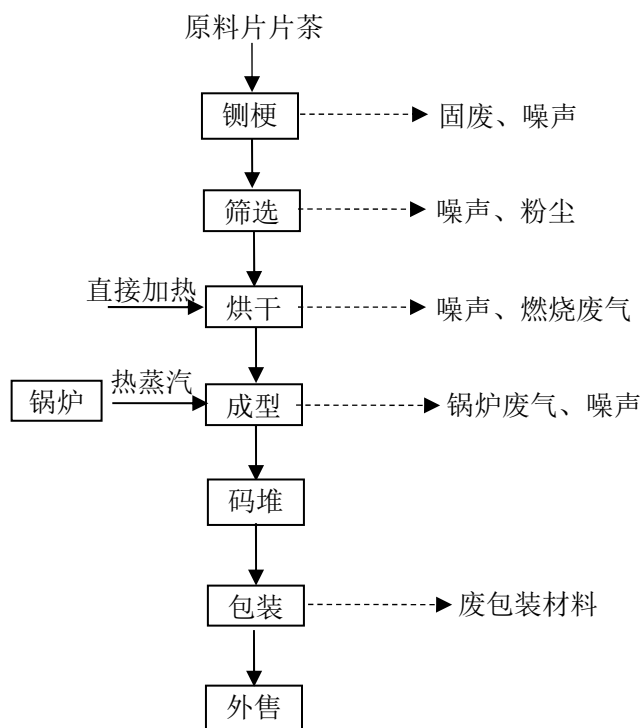 原料片片茶
铡梗
固废、噪声
筛选
噪声、粉尘
直接加热
烘干
噪声、燃烧废气
锅炉
热蒸汽
成型
锅炉废气、噪声
码堆
包装
废包装材料
外售